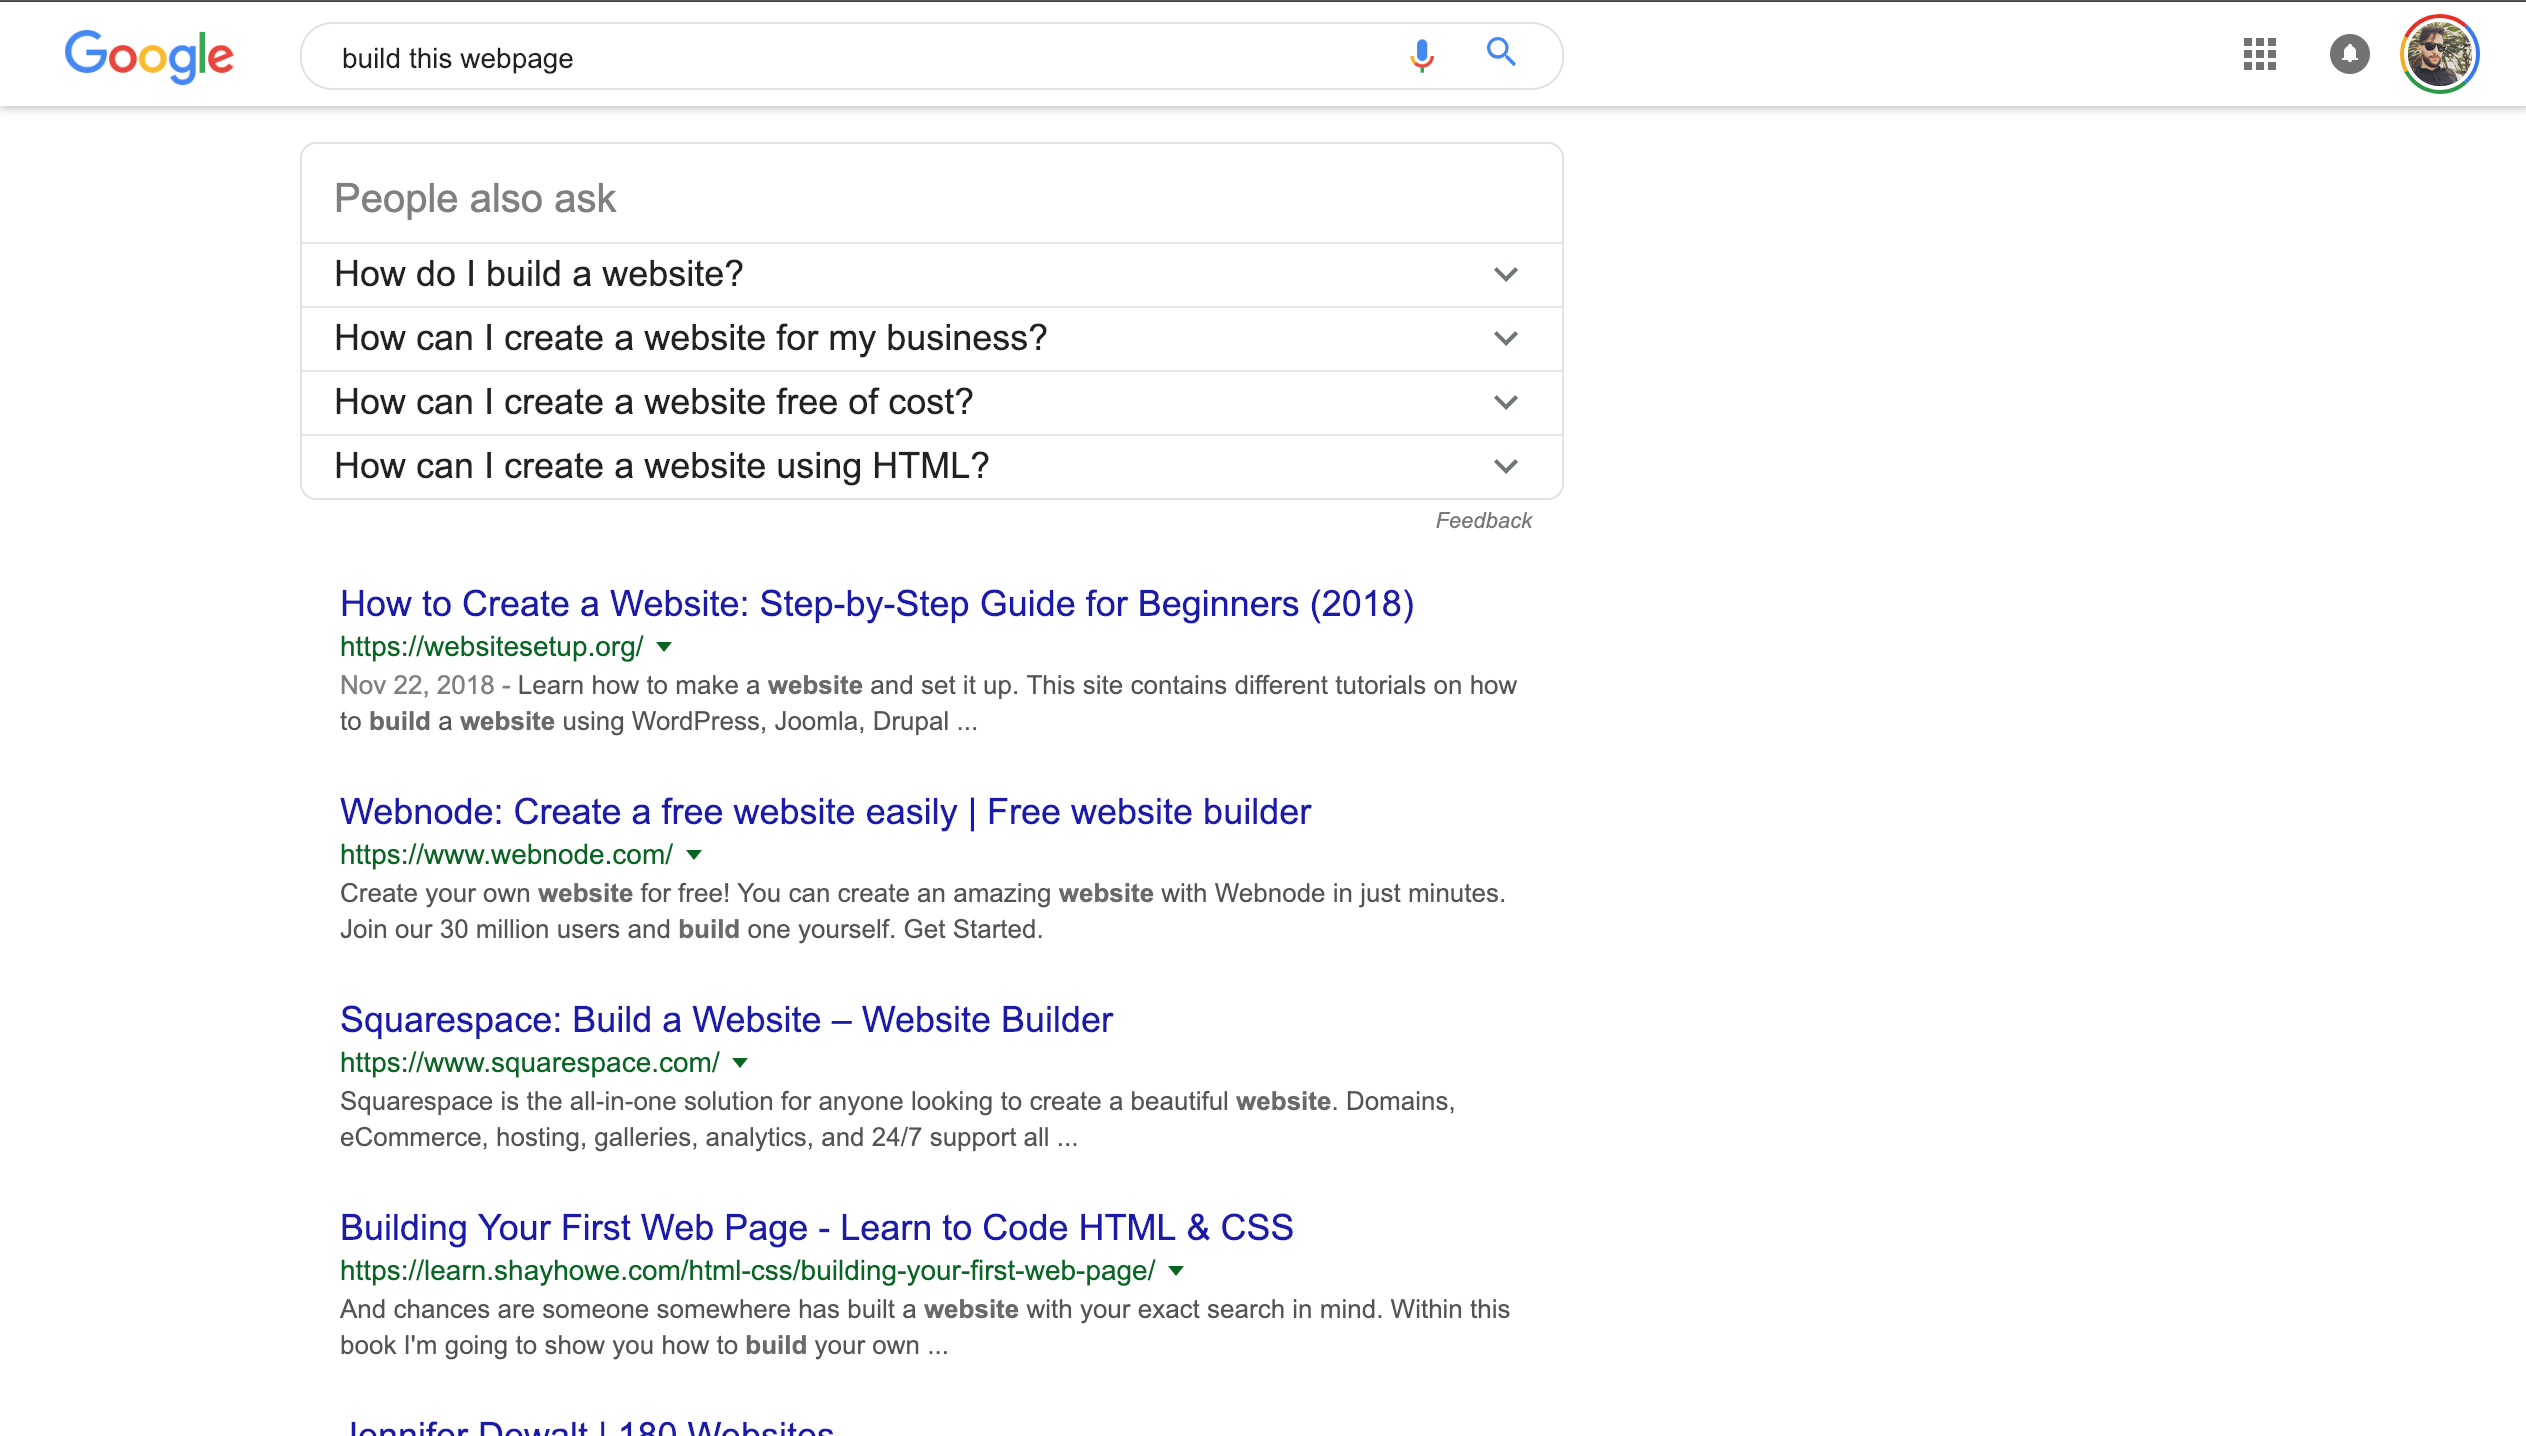 Google
build this webpage
People also ask
How do I build a website?
How can I create a website for my business?
How can I create a website free of cost?
How can I create a website using HTML?
Feedback
How to Create a Website: Step-by-Step Guide for Beginners (2018)
https://websitesetup.org/
Nov 22, 2018 - Learn how to make a website and set it up. This site contains different tutorials on how
to build a website using WordPress, Joomla, Drupal ...
Webnode: Create a free website easily | Free website builder
https://www.webnode.com/
Create your own website for free! You can create an amazing website with Webnode in just minutes.
Join our 30 million users and build one yourself. Get Started.
Squarespace: Build a Website – Website Builder
https://www.squarespace.com/
Squarespace is the all-in-one solution for anyone looking to create a beautiful website. Domains,
eCommerce, hosting, galleries, analytics, and 24/7 support all ...
Building Your First Web Page - Learn to Code HTML & CSS
https://learn.shayhowe.com/html-css/building-your-first-web-page/
And chances are someone somewhere has built a website with your exact search in mind. Within this
book I'm going to show you how to build your own ...
Jennifer Dewalt | 180 Websites